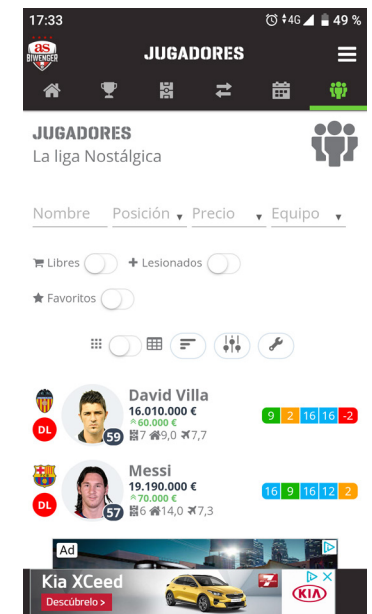 17:33
4G 49 %
as
BIWENGER
JUGADORES
JUGADORES
La liga Nostálgica
Nombre Posición Precio Equipo
Libres + Lesionados
Favoritos
David Villa
16.010.000 €
60.000 €
DL 59 7 9,0 7,7
9 2 16 16 -2
Messi
19.190.000 €
70.000 €
DL 57 6 14,0 7,3
16 9 16 12 2
Ad
Kia XCeed
Descúbrelo >
KIA